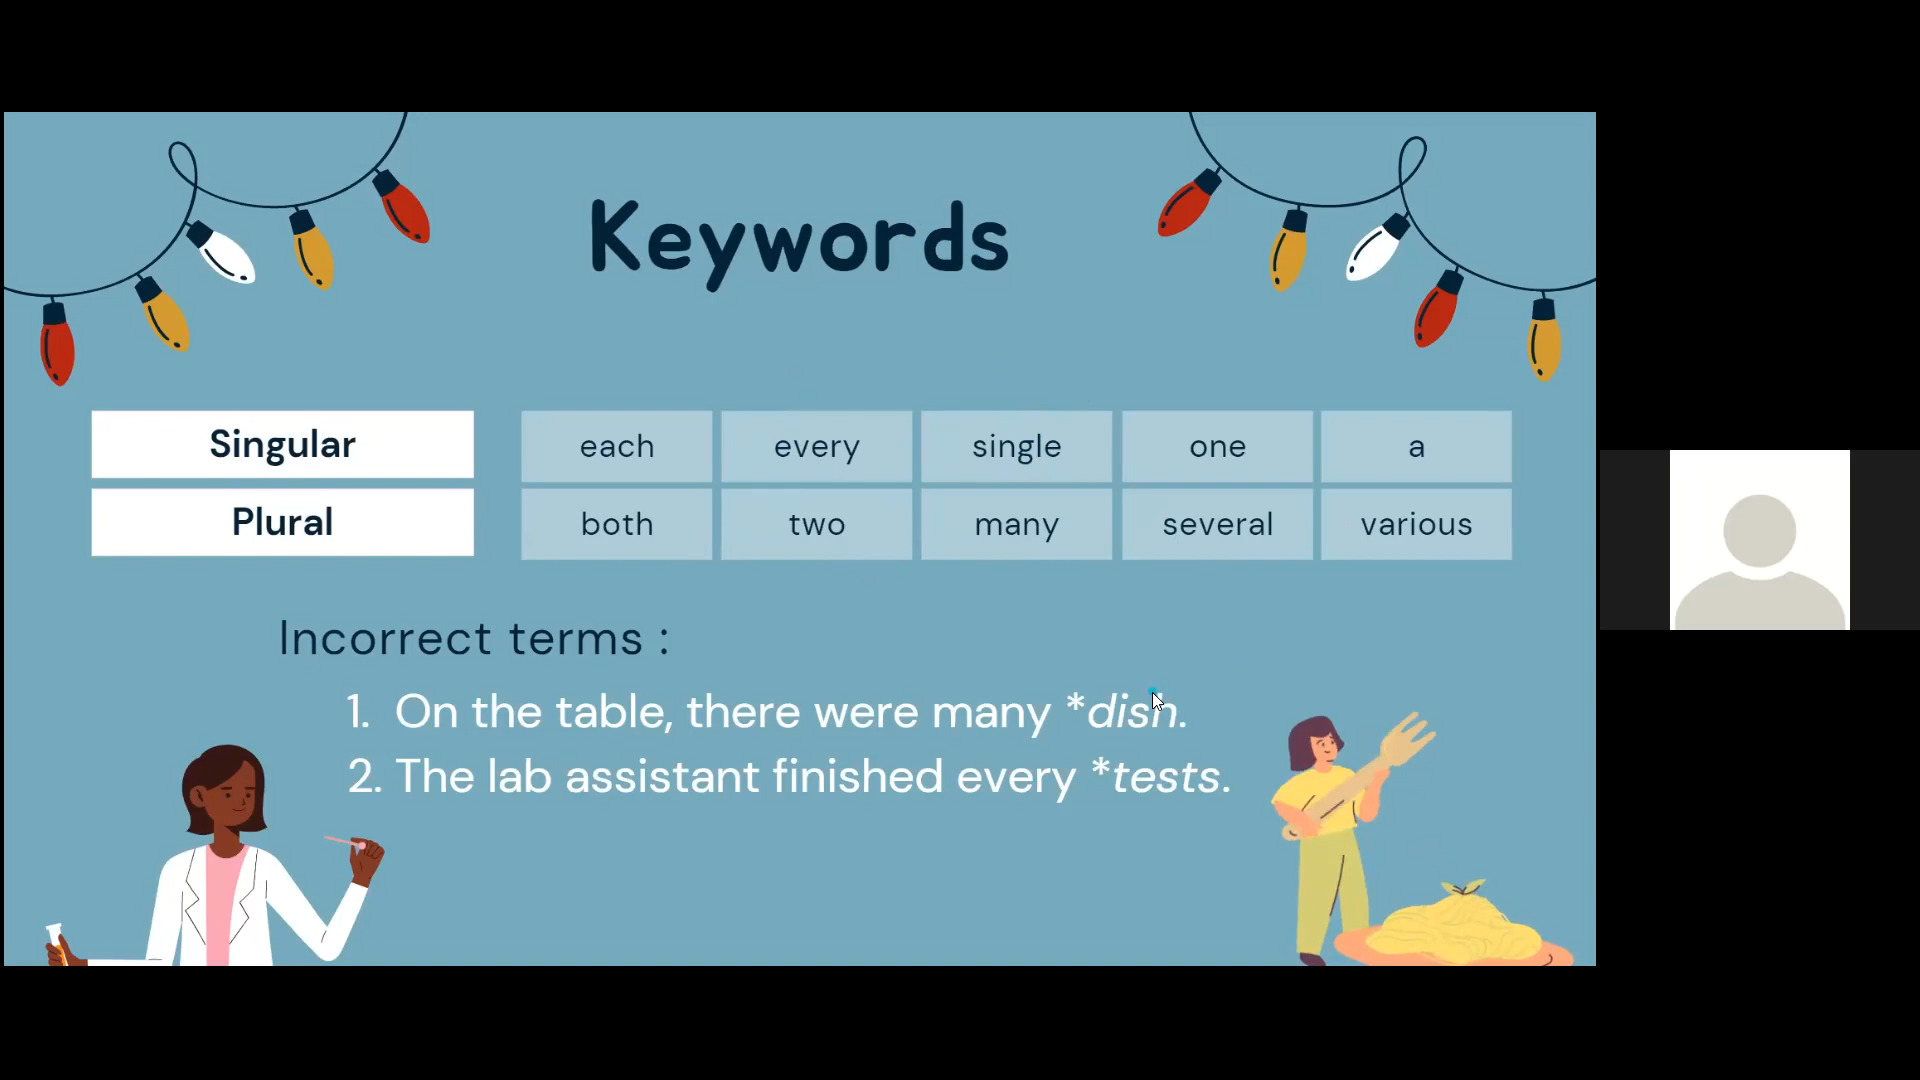 Keywords
Singular each every single one a
Plural both two many several various
Incorrect terms :
1. On the table, there were many *dish.
2. The lab assistant finished every *tests.